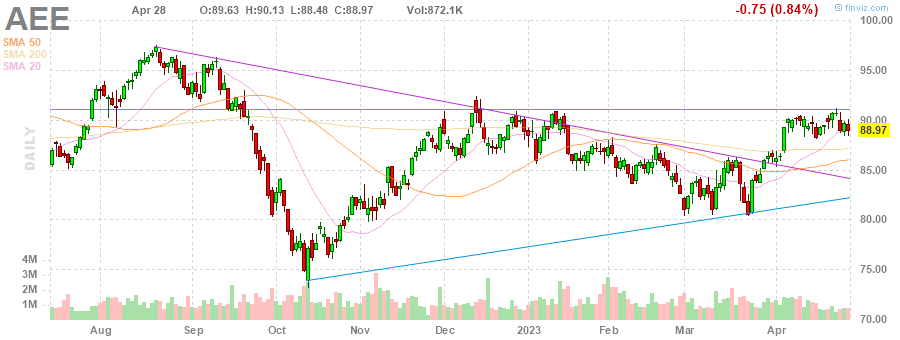 AEE Apr 28 O:89.63 H:90.13 L:88.48 C:88.97 Vol:872.1K -0.75 (0.84%) © finviz.com
100.00
SMA 50
SMA 200
SMA 20
95.00
90.00
88.97
DAILY
85.00
80.00
4M
3M
75.00
2M
1M
70.00
Aug Sep Oct Nov Dec 2023 Feb Mar Apr